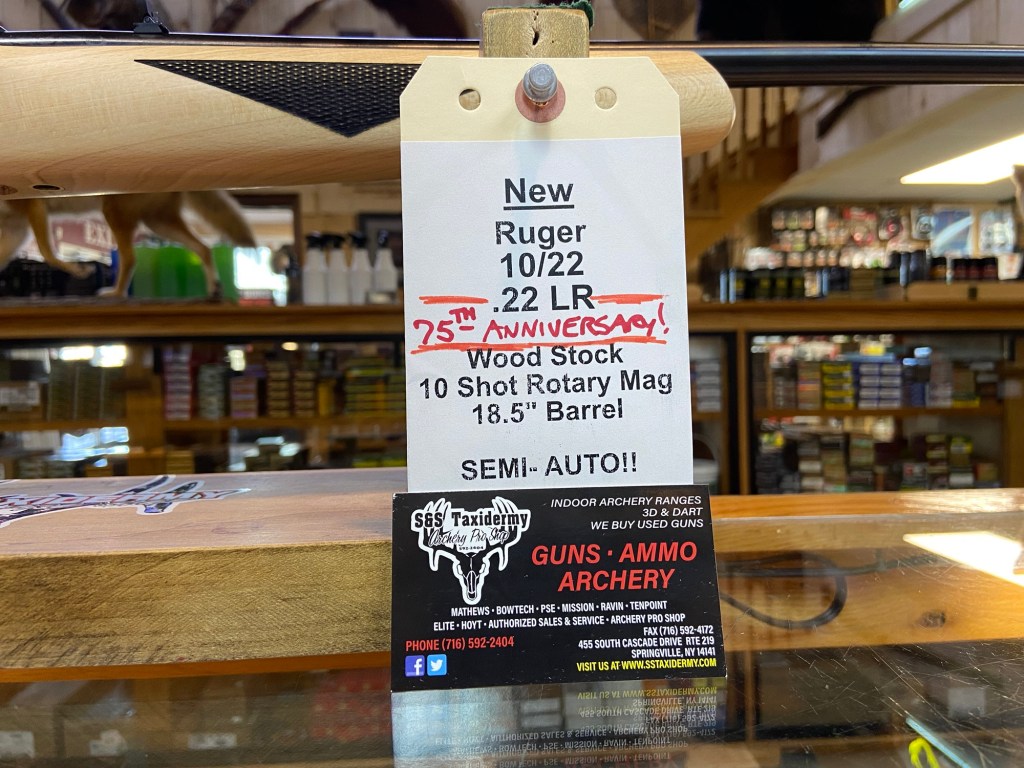 New
Ruger
10/22
.22 LR
75TH ANNIVERSARY!
Wood Stock
10 Shot Rotary Mag
18.5" Barrel
SEMI- AUTO!!
S&S Taxidermy
Archery Pro Shop
592-2404
INDOOR ARCHERY RANGES
3D & DART
WE BUY USED GUNS
GUNS · AMMO
ARCHERY
MATHEWS · BOWTECH · PSE · MISSION · RAVIN · TENPOINT
ELITE · HOYT · AUTHORIZED SALES & SERVICE · ARCHERY PRO SHOP
PHONE (716) 592-2404
FAX (716) 592-4172
455 SOUTH CASCADE DRIVE RTE 219
SPRINGVILLE, NY 14141
VISIT US AT WWW.SSTAXIDERMY.COM